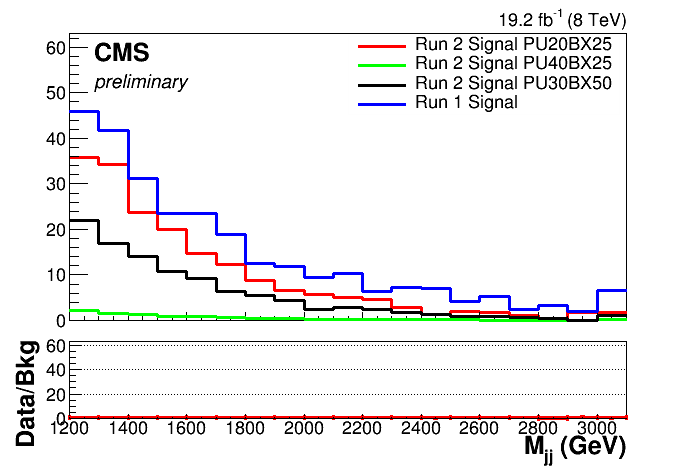 19.2 fb-1 (8 TeV)
CMS
preliminary
Run 2 Signal PU20BX25
Run 2 Signal PU40BX25
Run 2 Signal PU30BX50
Run 1 Signal
60
50
40
30
20
10
0
Data/Bkg
60
40
20
0
1200 1400 1600 1800 2000 2200 2400 2600 2800 3000
Mjj (GeV)